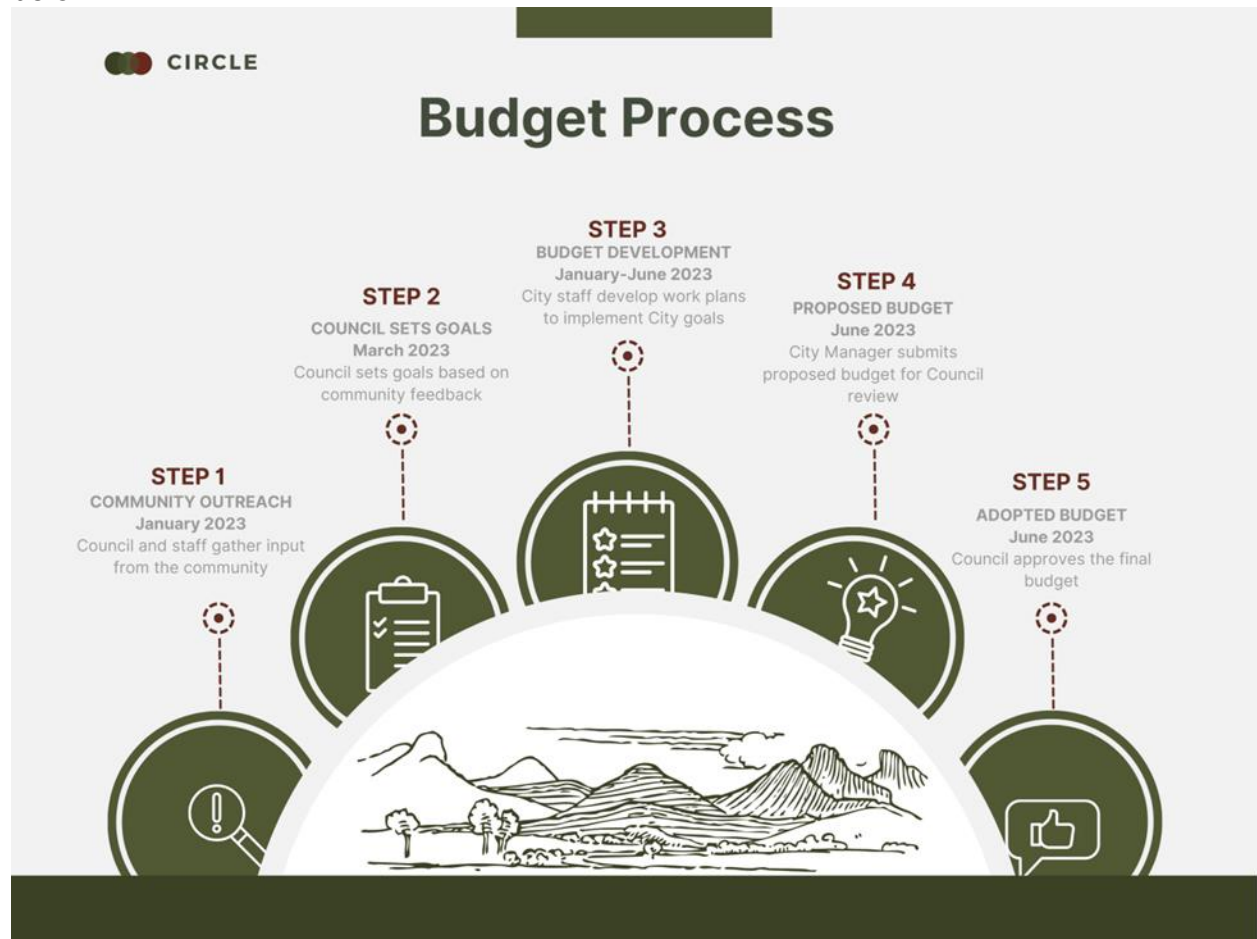 CIRCLE
Budget Process
STEP 1
COMMUNITY OUTREACH
January 2023
Council and staff gather input
from the community
STEP 2
COUNCIL SETS GOALS
March 2023
Council sets goals based on
community feedback
STEP 3
BUDGET DEVELOPMENT
January-June 2023
City staff develop work plans
to implement City goals
STEP 4
PROPOSED BUDGET
June 2023
City Manager submits
proposed budget for Council
review
STEP 5
ADOPTED BUDGET
June 2023
Council approves the final
budget